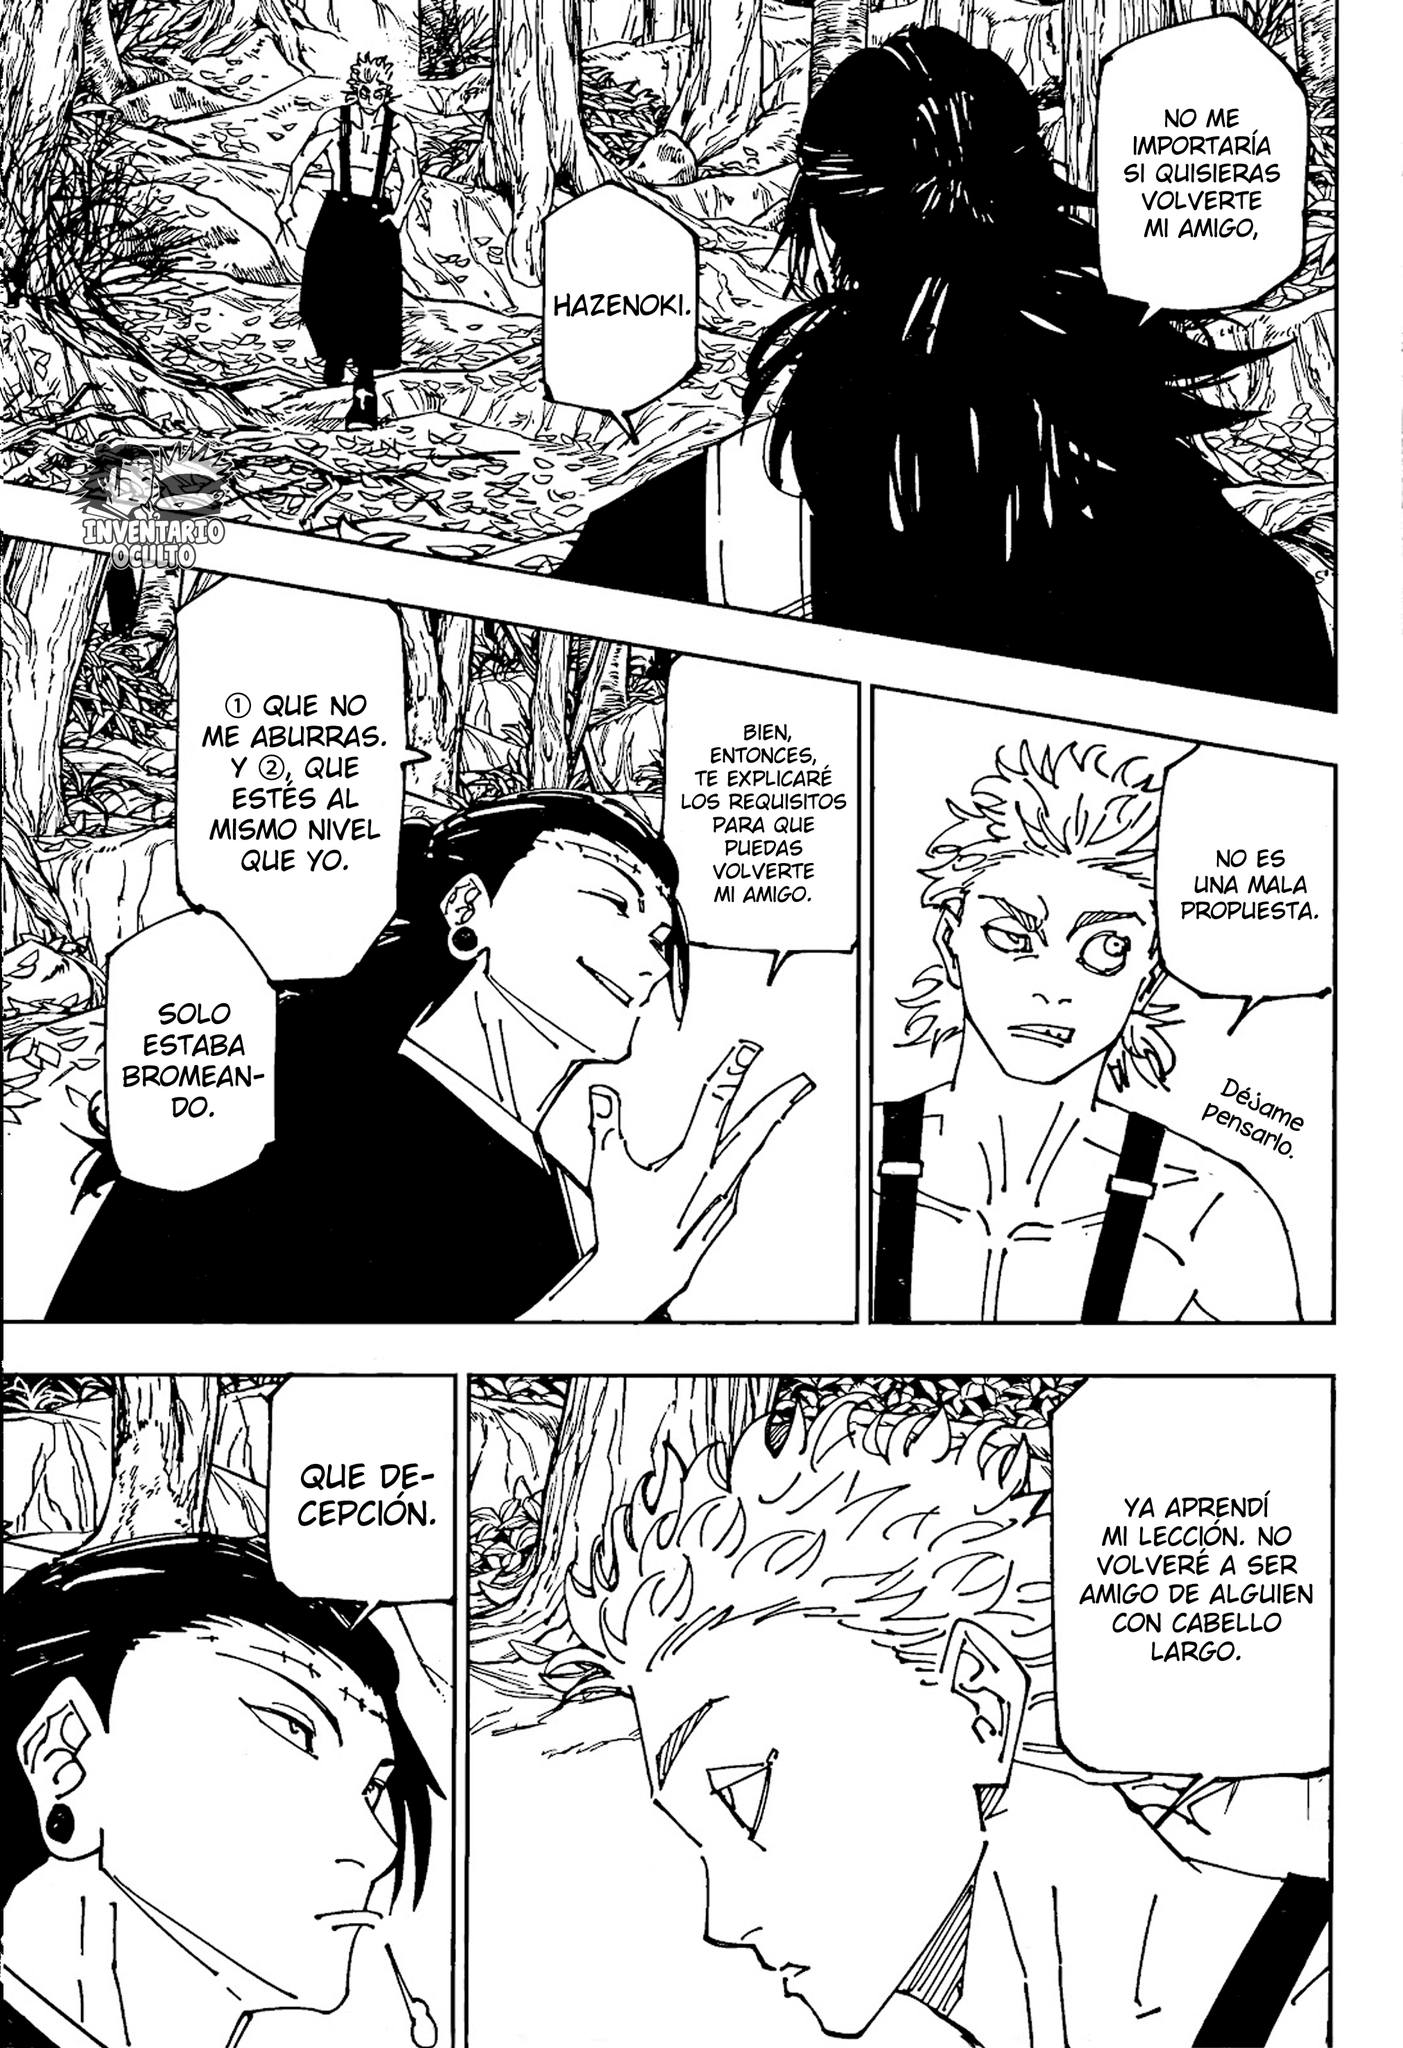 NO ME
IMPORTARÍA
SI QUISIERAS
VOLVERTE
MI AMIGO,
HAZENOKI.
INVENTARIO
OCULTO
NO ES
UNA MALA
PROPUESTA.
Déjame
pensarlo.
BIEN,
ENTONCES,
TE EXPLICARÉ
LOS REQUISITOS
PARA QUE
PUEDAS
VOLVERTE
MI AMIGO.
① QUE NO
ME ABURRAS.
Y ②, QUE
ESTÉS AL
MISMO NIVEL
QUE YO.
SOLO
ESTABA
BROMEAN-
DO.
YA APRENDÍ
MI LECCIÓN. NO
VOLVERÉ A SER
AMIGO DE ALGUIEN
CON CABELLO
LARGO.
QUE DE-
CEPCIÓN.